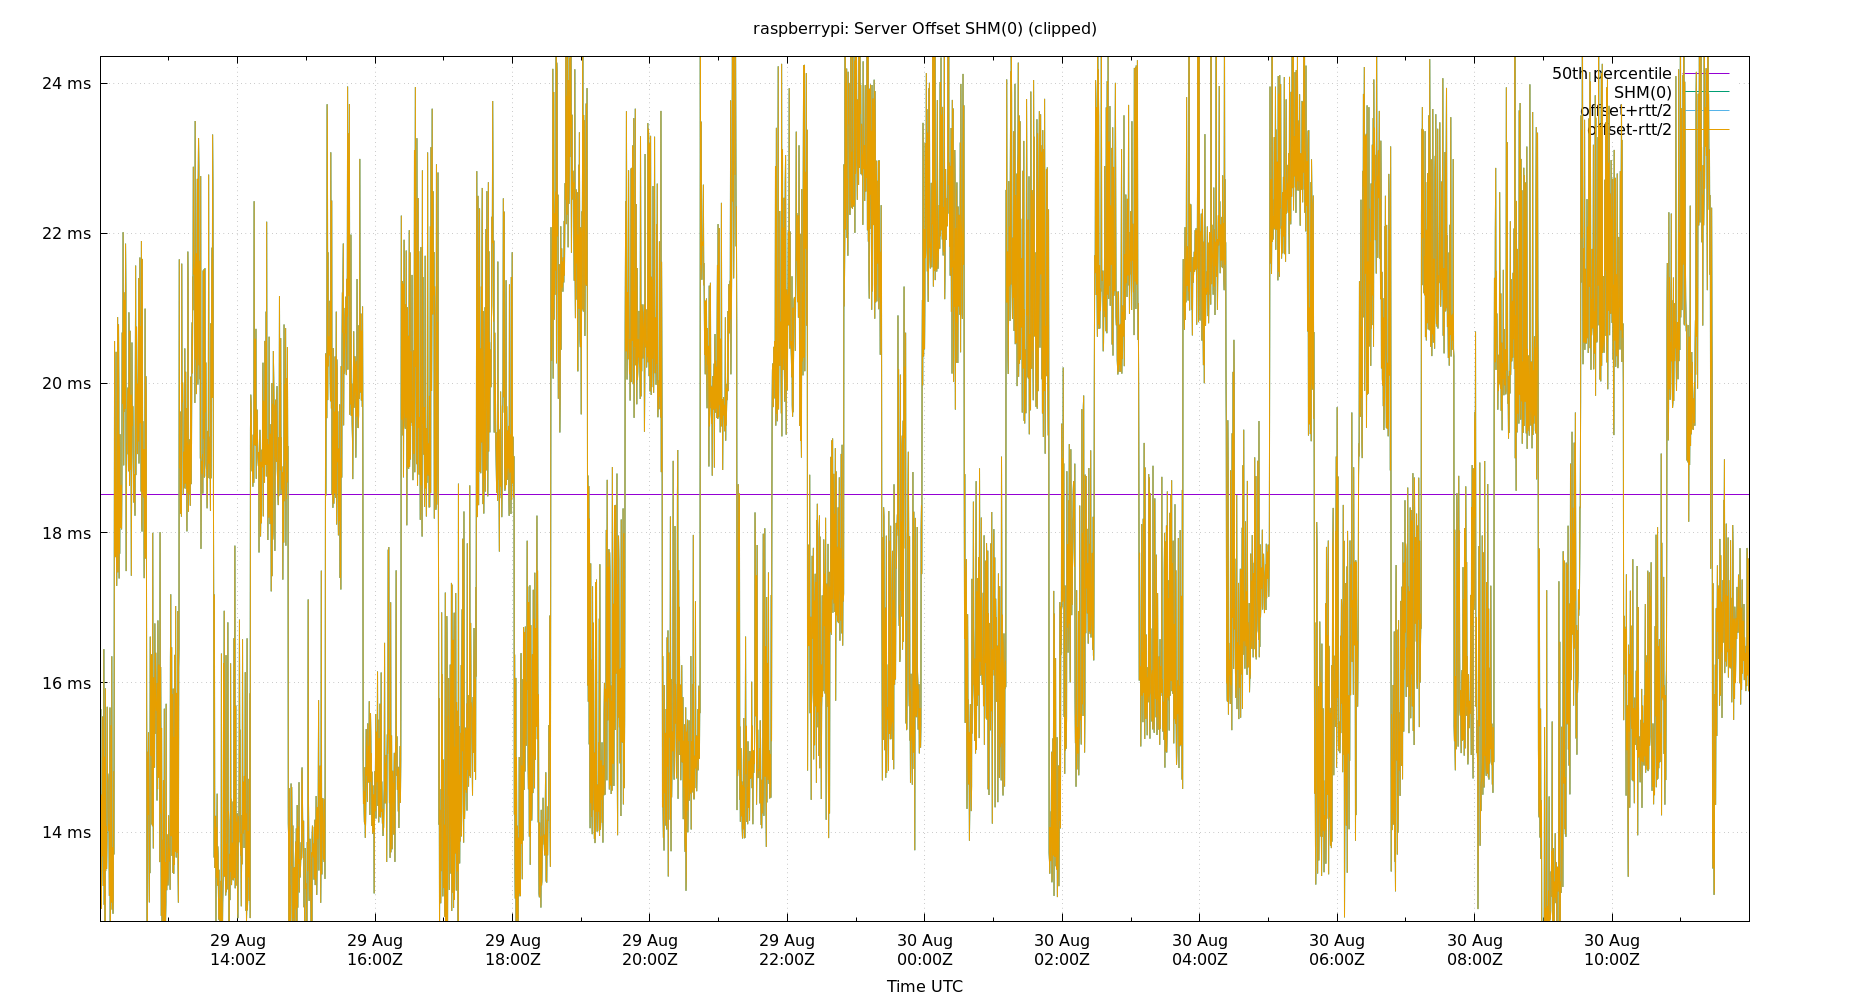 raspberrypi: Server Offset SHM(0) (clipped)
50th percentile
SHM(0)
offset+rtt/2
offset-rtt/2
24 ms
22 ms
20 ms
18 ms
16 ms
14 ms
29 Aug 29 Aug 29 Aug 29 Aug 29 Aug 30 Aug 30 Aug 30 Aug 30 Aug 30 Aug 30 Aug
14:00Z 16:00Z 18:00Z 20:00Z 22:00Z 00:00Z 02:00Z 04:00Z 06:00Z 08:00Z 10:00Z
Time UTC